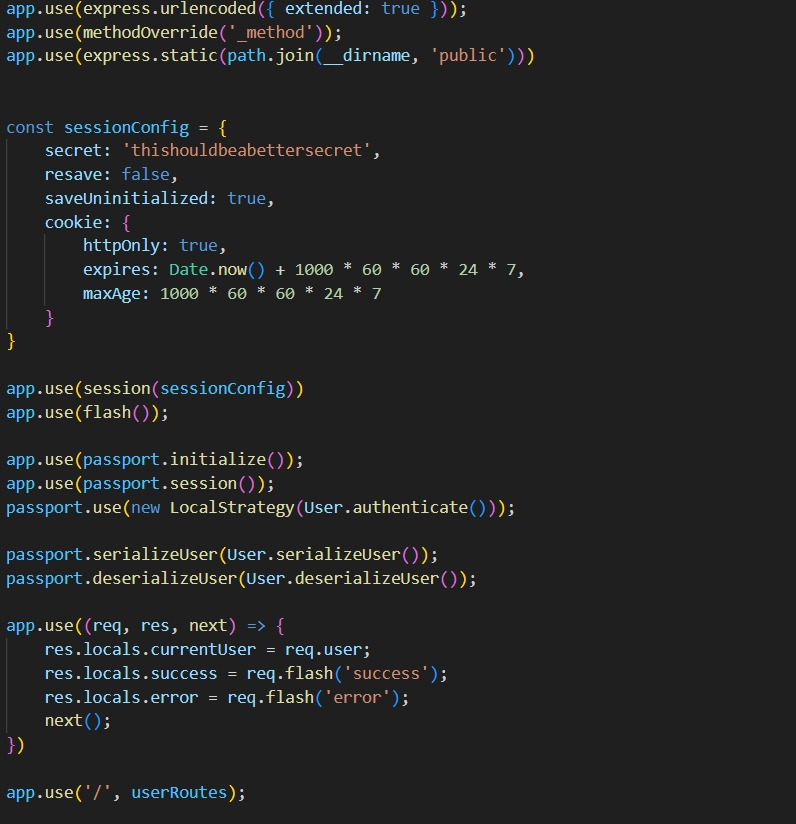 app.use(express.urlencoded({ extended: true }));
app.use(methodOverride('_method'));
app.use(express.static(path.join(__dirname, 'public')))
const sessionConfig = {
    secret: 'thishouldbeabettersecret',
    resave: false,
    saveUninitialized: true,
    cookie: {
        httpOnly: true,
        expires: Date.now() + 1000 * 60 * 60 * 24 * 7,
        maxAge: 1000 * 60 * 60 * 24 * 7
    }
}
app.use(session(sessionConfig))
app.use(flash());
app.use(passport.initialize());
app.use(passport.session());
passport.use(new LocalStrategy(User.authenticate()));
passport.serializeUser(User.serializeUser());
passport.deserializeUser(User.deserializeUser());
app.use((req, res, next) => {
    res.locals.currentUser = req.user;
    res.locals.success = req.flash('success');
    res.locals.error = req.flash('error');
    next();
})
app.use('/', userRoutes);